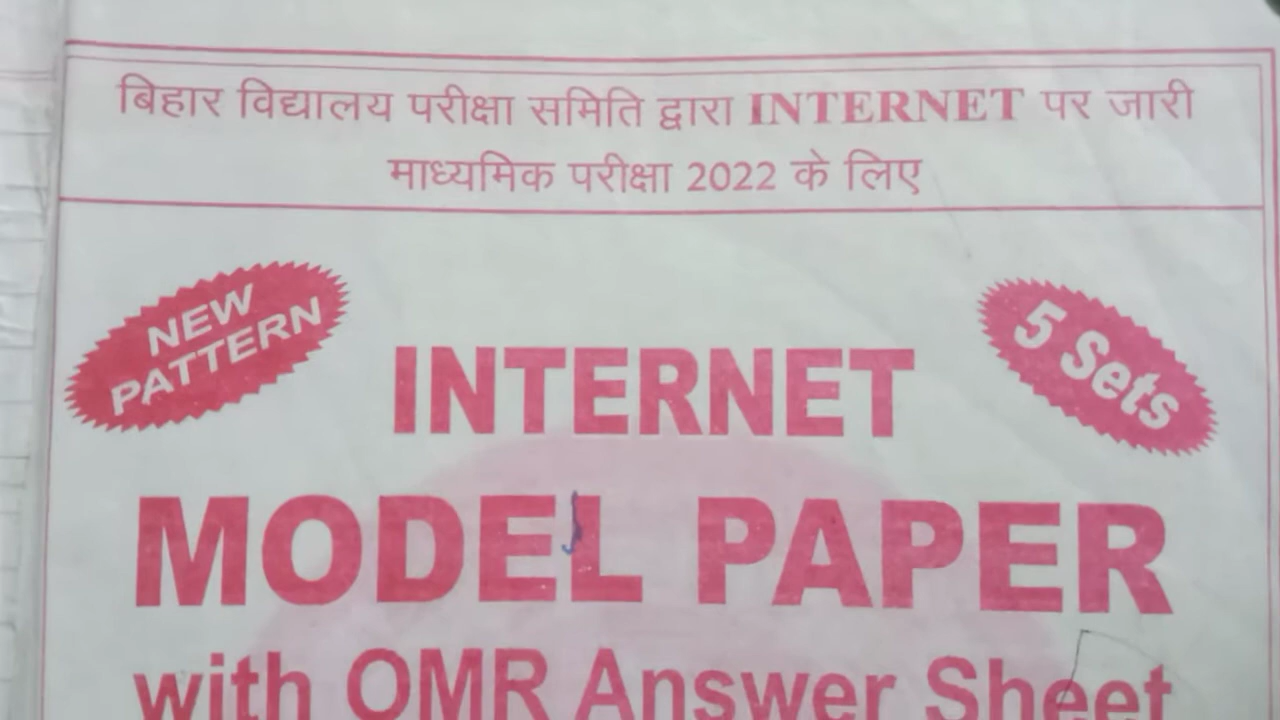 बिहार विद्यालय परीक्षा समिति द्वारा INTERNET पर जारी
माध्यमिक परीक्षा 2022 के लिए
NEW
PATTERN
5 Sets
INTERNET
MODEL PAPER
with OMR Answer Sheet